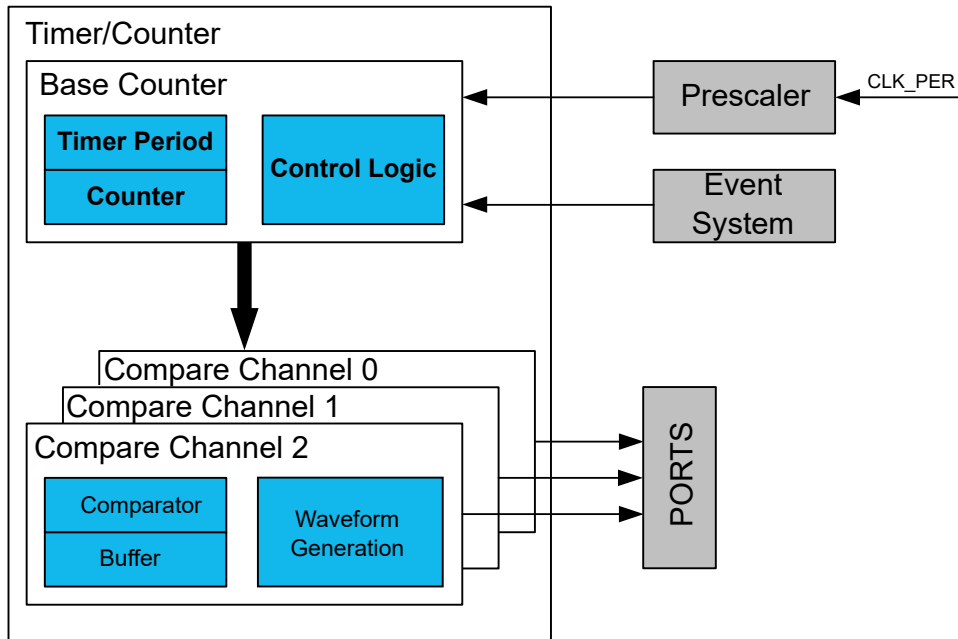 Timer/Counter
Base Counter
Timer Period
Counter
Control Logic
Prescaler
CLK_PER
Event
System
Compare Channel 0
Compare Channel 1
Compare Channel 2
Comparator
Buffer
Waveform
Generation
PORTS